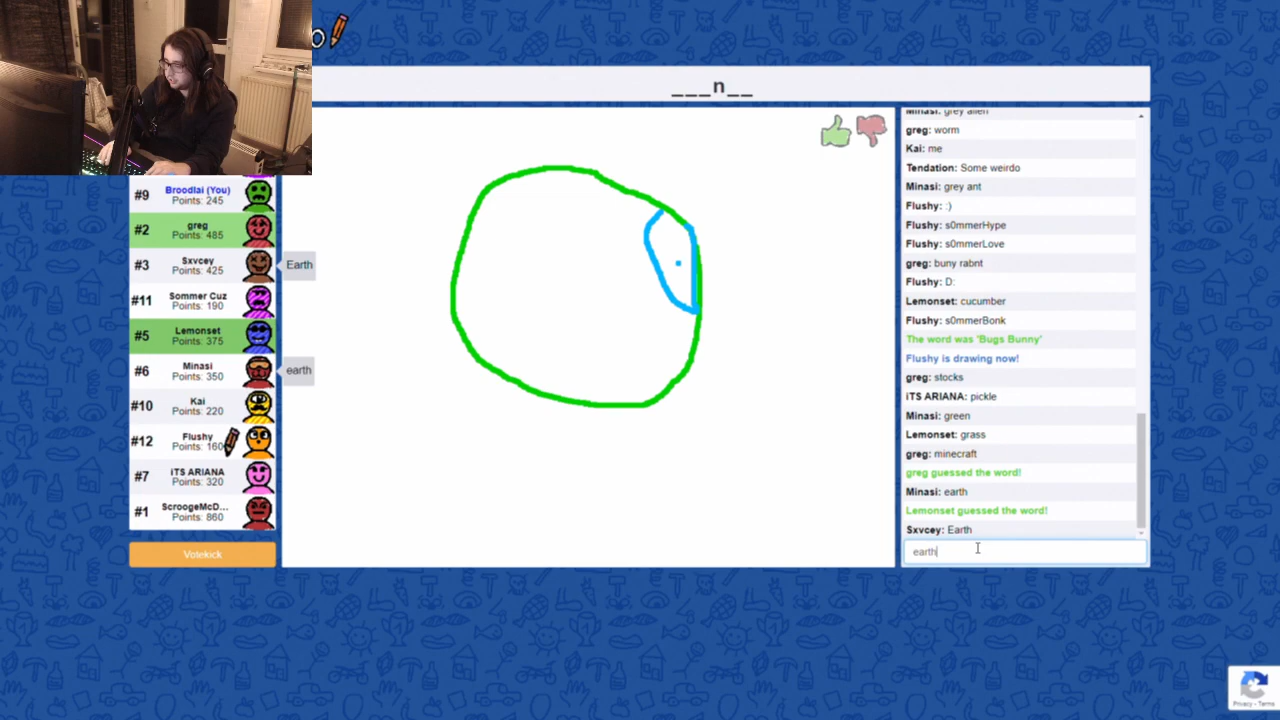 o
___n__
#9 Broodlai (You) Points: 245
#2 greg Points: 485
#3 Sxvcey Points: 425
Earth
#11 Sommer Cuz Points: 190
#5 Lemonset Points: 375
#6 Minasi Points: 350
earth
#10 Kai Points: 220
#12 Flushy Points: 160
#7 iTS ARIANA Points: 320
#1 ScroogeMcD... Points: 860
Votekick
Minasi: grey alien
greg: worm
Kai: me
Tendation: Some weirdo
Minasi: grey ant
Flushy: :)
Flushy: s0mmerHype
Flushy: s0mmerLove
greg: buny rabnt
Flushy: D:
Lemonset: cucumber
Flushy: s0mmerBonk
The word was 'Bugs Bunny'
Flushy is drawing now!
greg: stocks
iTS ARIANA: pickle
Minasi: green
Lemonset: grass
greg: minecraft
greg guessed the word!
Minasi: earth
Lemonset guessed the word!
Sxvcey: Earth
earth
Privacy - Terms